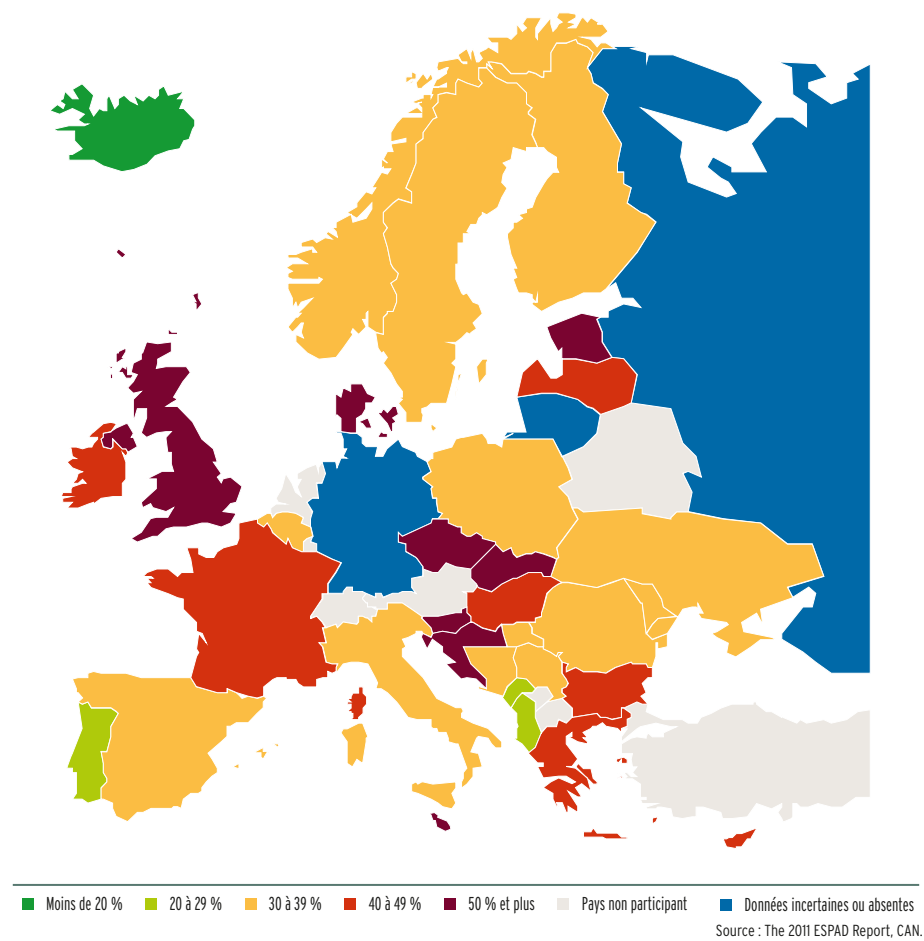 Moins de 20 % 20 à 29 % 30 à 39 % 40 à 49 % 50 % et plus Pays non participant Données incertaines ou absentes
Source : The 2011 ESPAD Report, CAN.